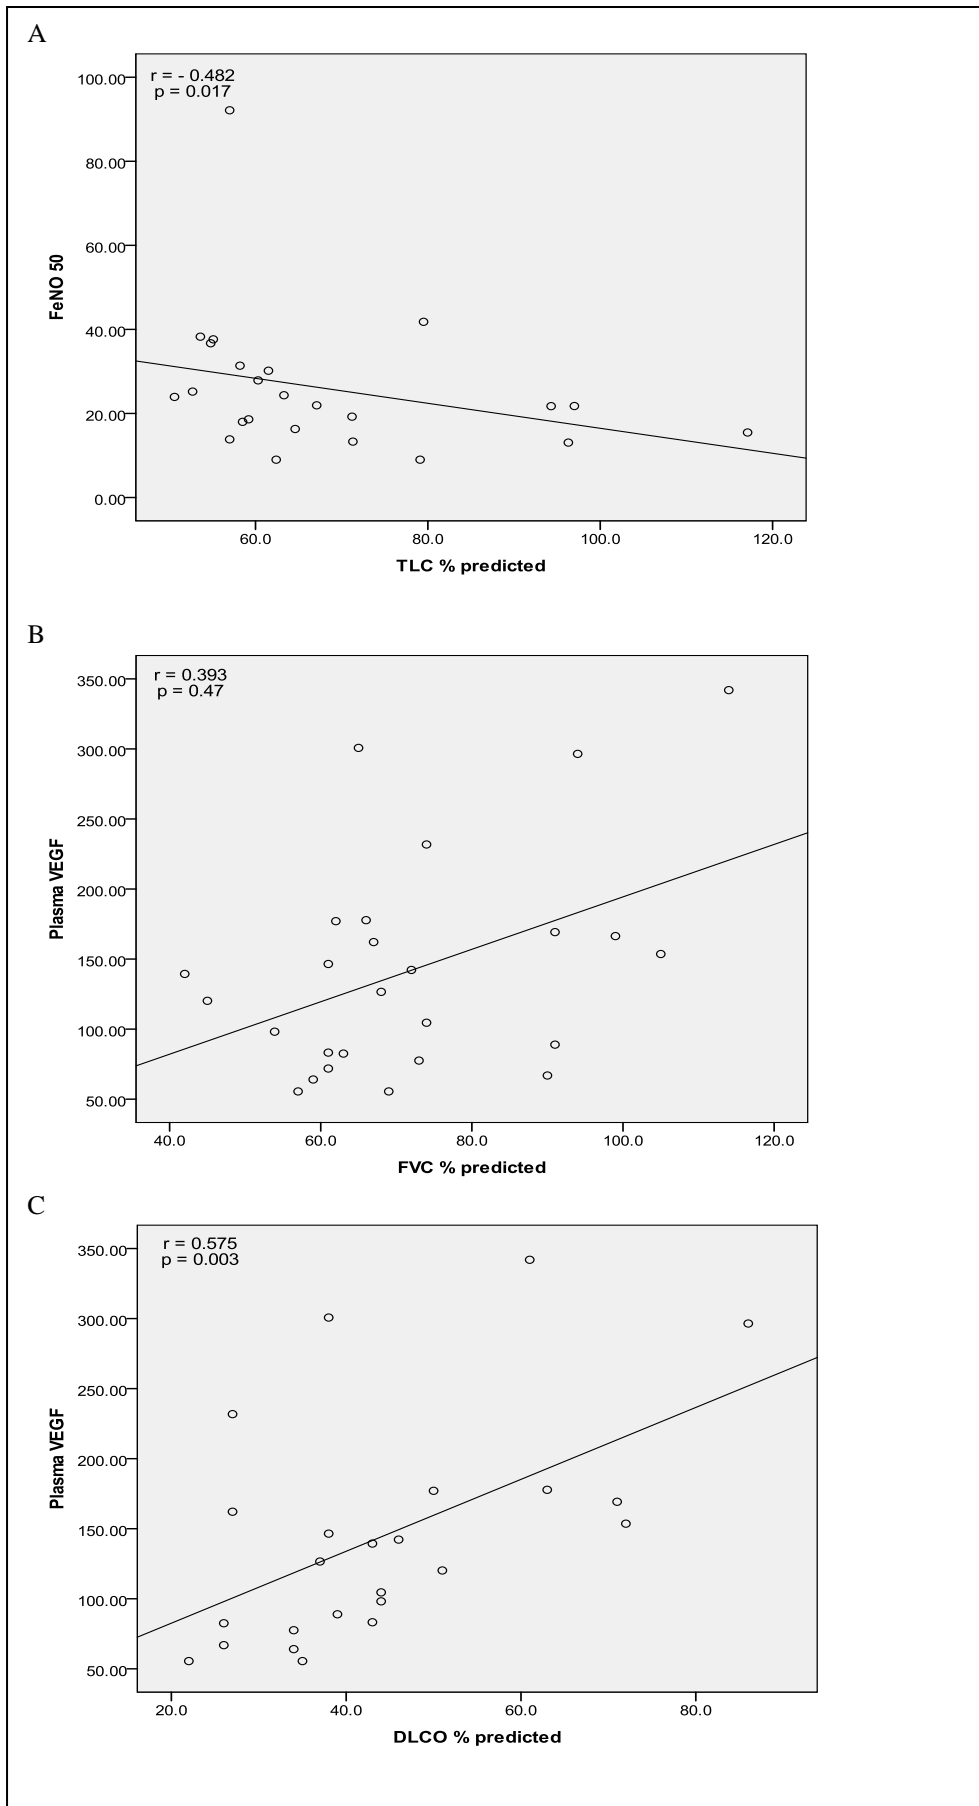 A
r = - 0.482
p = 0.017
100.00
80.00
60.00
40.00
20.00
0.00
FeNO 50
60.0 80.0 100.0 120.0
TLC % predicted
B
r = 0.393
p = 0.47
350.00
300.00
250.00
200.00
150.00
100.00
50.00
Plasma VEGF
40.0 60.0 80.0 100.0 120.0
FVC % predicted
C
r = 0.575
p = 0.003
350.00
300.00
250.00
200.00
150.00
100.00
50.00
Plasma VEGF
20.0 40.0 60.0 80.0
DLCO % predicted